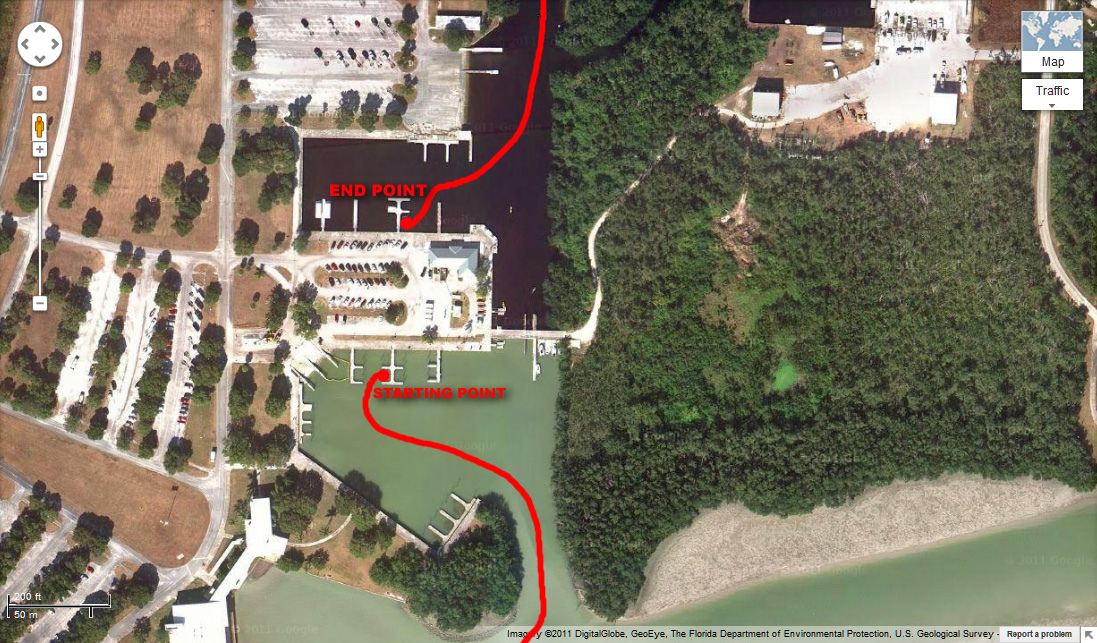 Map
Traffic
END POINT
STARTING POINT
200 ft
50 m
Imagery ©2011 DigitalGlobe, GeoEye, The Florida Department of Environmental Protection, U.S. Geological Survey -
Report a problem